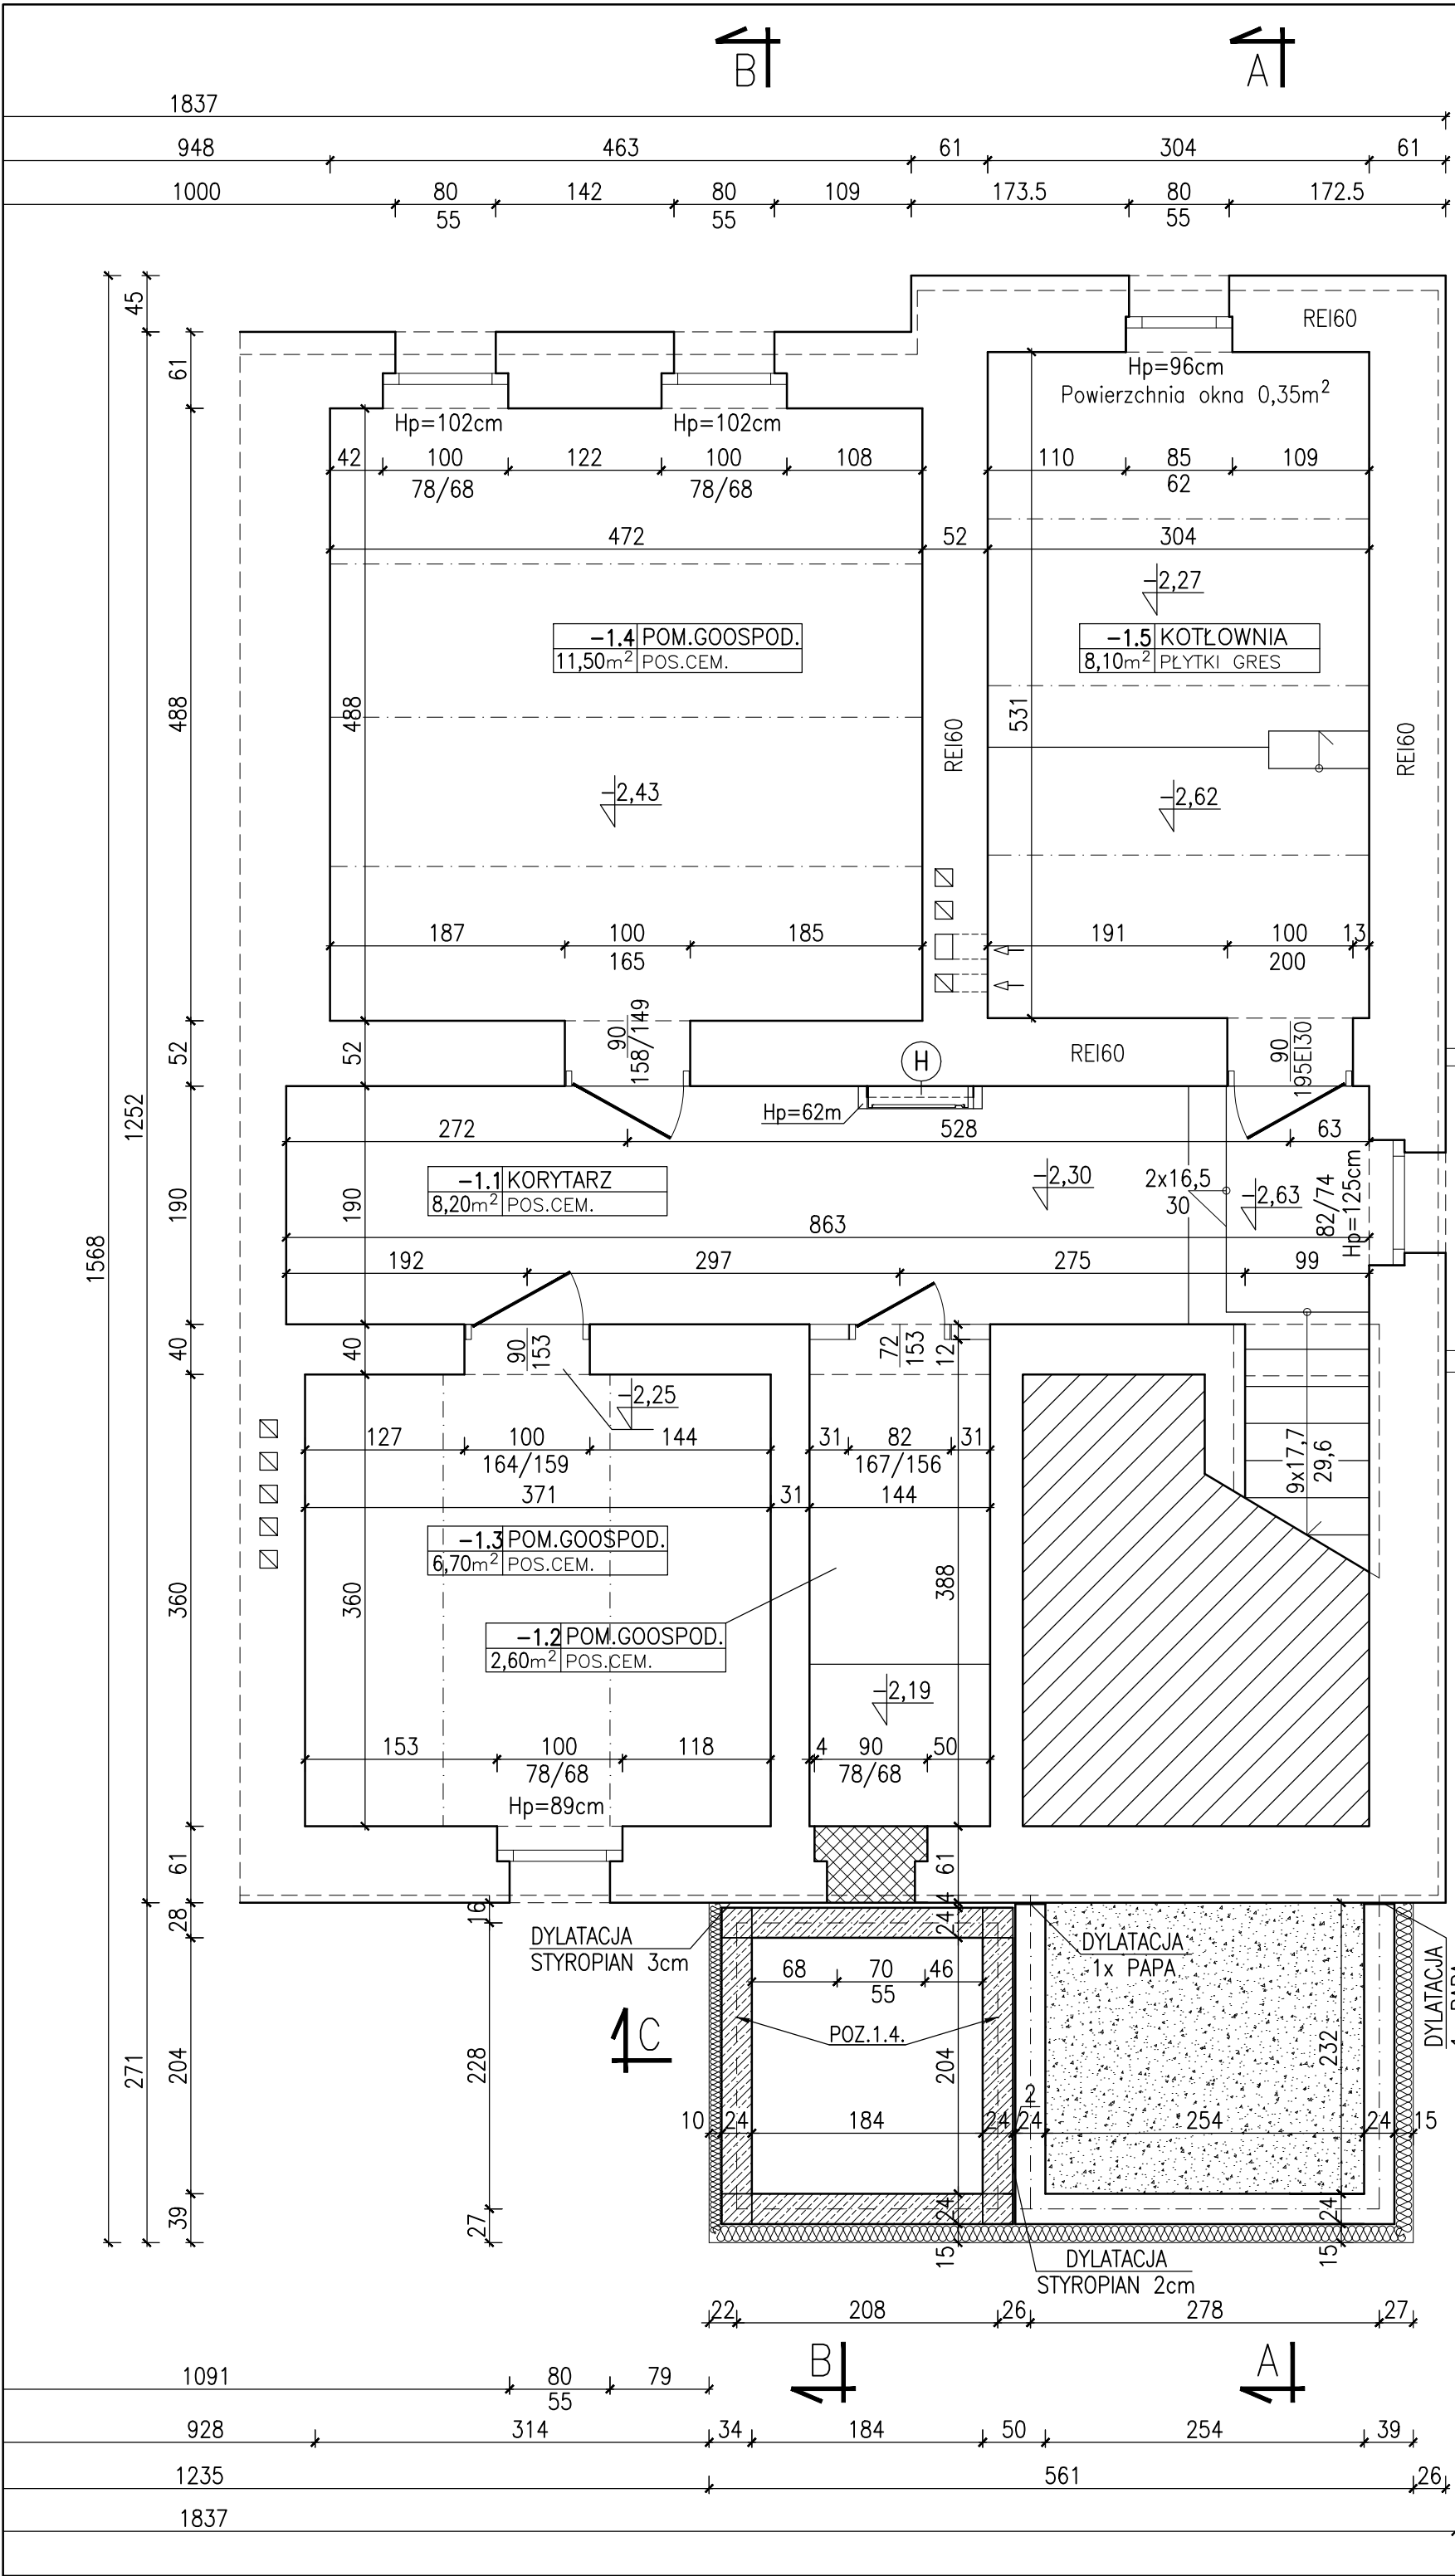 B
A
1837
948 463 61 304 61
1000 80 142 80 109 173.5 80 172.5
55 55 55
45
REI60
61
Hp=96cm
Powierzchnia okna 0,35m²
Hp=102cm Hp=102cm
42 100 122 100 108 110 85 109
78/68 78/68 62
472 52 304
-2,27
-1.4 POM.GOOSPOD.
11,50m² POS.CEM.
-1.5 KOTŁOWNIA
8,10m² PŁYTKI GRES
488 488 531
REI60 REI60
-2,43 -2,62
187 100 185 191 100 13
165 200
52 52
90
158/149
H
REI60
90
195EI30
1252
Hp=62m
272 528 63
-1.1 KORYTARZ
8,20m² POS.CEM.
-2,30
2x16,5
30
-2,63
82/74
Hp=125cm
190 190
863
1568
192 297 275 99
40 40
90
153
72
153
12
-2,25
127 100 144 31 82 31
164/159 167/156
9x17,7
29,6
371 31 144
-1.3 POM.GOOSPOD.
6,70m² POS.CEM.
360 360 388
-1.2 POM.GOOSPOD.
2,60m² POS.CEM.
-2,19
153 100 118 4 90 50
78/68 78/68
Hp=89cm
61 61
28 16 4
24
DYLATACJA
STYROPIAN 3cm
DYLATACJA
1x PAPA
DYLATACJA
68 70 46
55
C
POZ.1.4.
271 204 228 204 232
2
10 24 184 24 24 254 24 15
39 27 24 24
15 15
DYLATACJA
STYROPIAN 2cm
22 208 26 278 27
B
A
1091 80 79
55
928 314 34 184 50 254 39
1235 561 26
1837